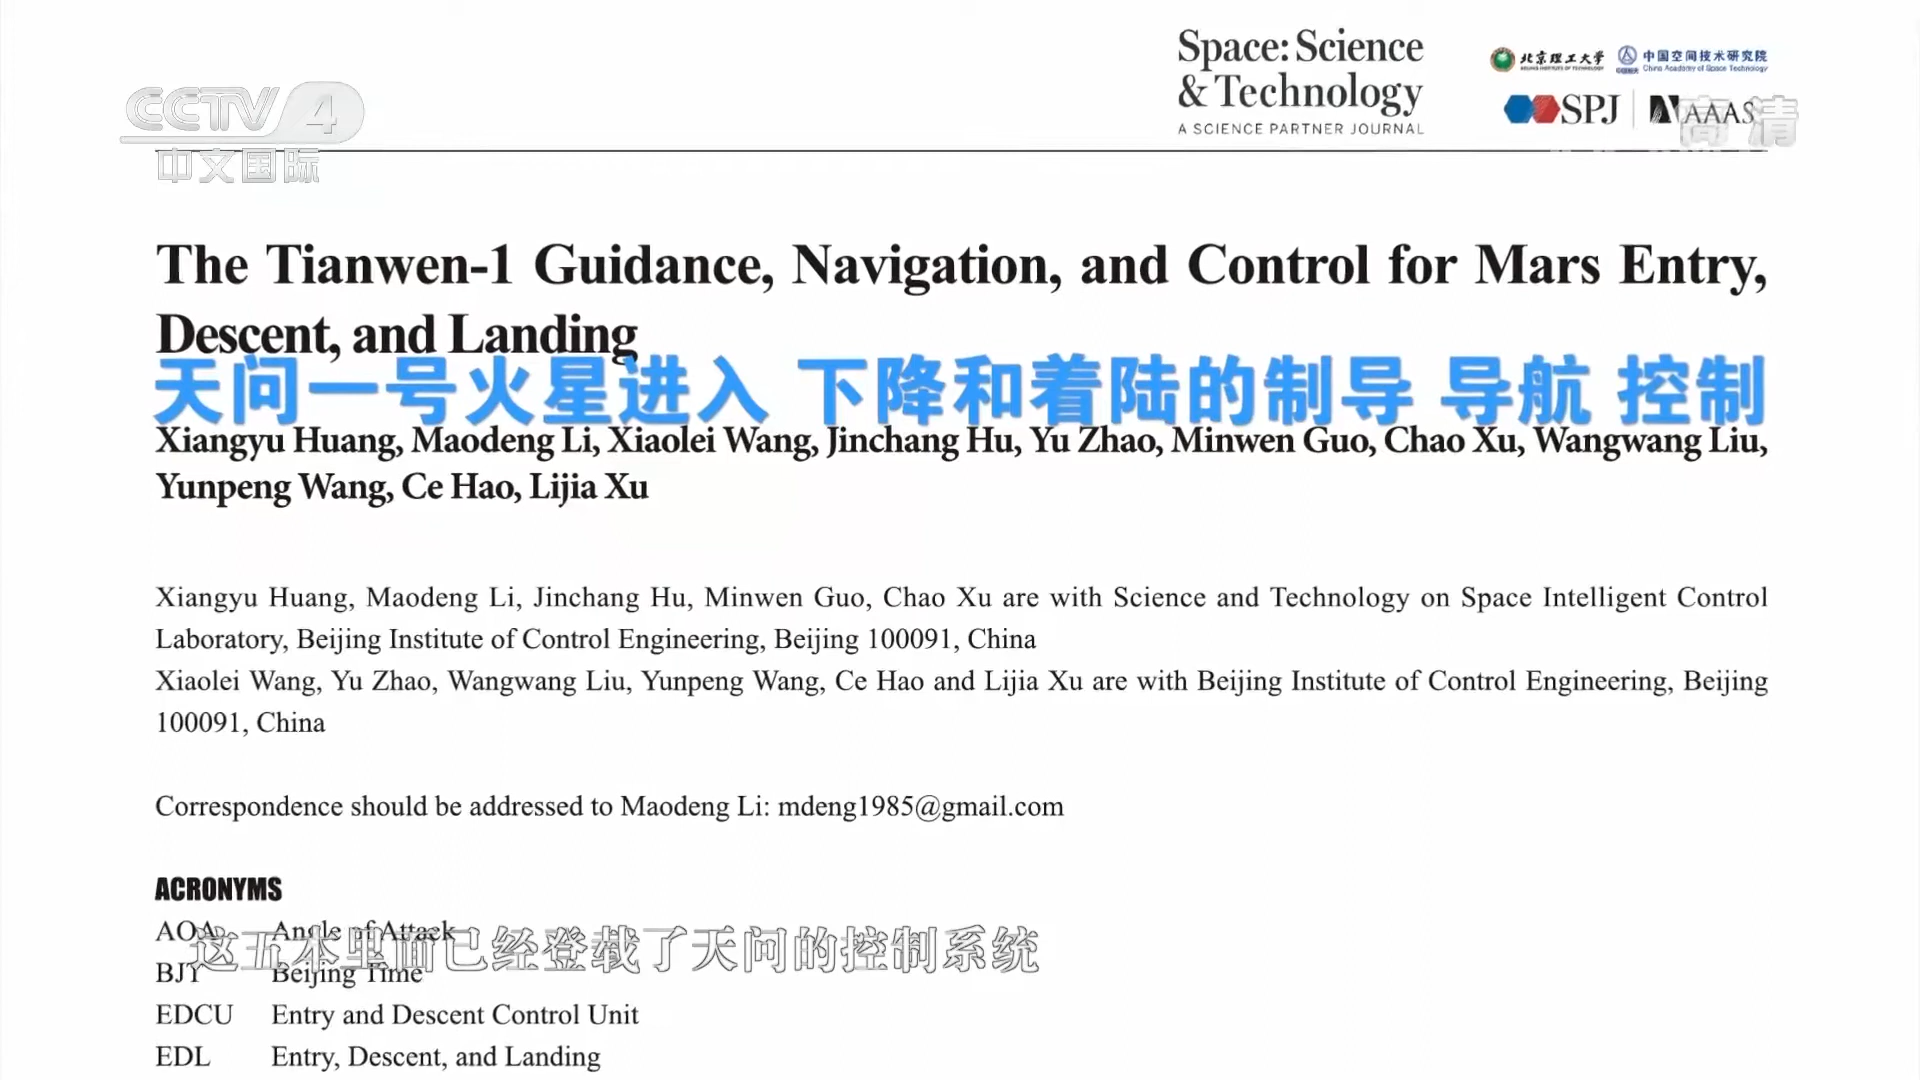 Space: Science
& Technology
A SCIENCE PARTNER JOURNAL
北京理工大学
BEIJING INSTITUTE OF TECHNOLOGY
中国空间技术研究院
China Academy of Space Technology
SPJ
AAAS
高清
CCTV 4
中文国际
The Tianwen-1 Guidance, Navigation, and Control for Mars Entry,
Descent, and Landing
天问一号火星进入 下降和着陆的制导 导航 控制
Xiangyu Huang, Maodeng Li, Xiaolei Wang, Jinchang Hu, Yu Zhao, Minwen Guo, Chao Xu, Wangwang Liu,
Yunpeng Wang, Ce Hao, Lijia Xu
Xiangyu Huang, Maodeng Li, Jinchang Hu, Minwen Guo, Chao Xu are with Science and Technology on Space Intelligent Control
Laboratory, Beijing Institute of Control Engineering, Beijing 100091, China
Xiaolei Wang, Yu Zhao, Wangwang Liu, Yunpeng Wang, Ce Hao and Lijia Xu are with Beijing Institute of Control Engineering, Beijing
100091, China
Correspondence should be addressed to Maodeng Li: mdeng1985@gmail.com
ACRONYMS
AOA Angle of Attack
这五本里面已经登载了天问的控制系统
BJT Beijing Time
EDCU Entry and Descent Control Unit
EDL Entry, Descent, and Landing